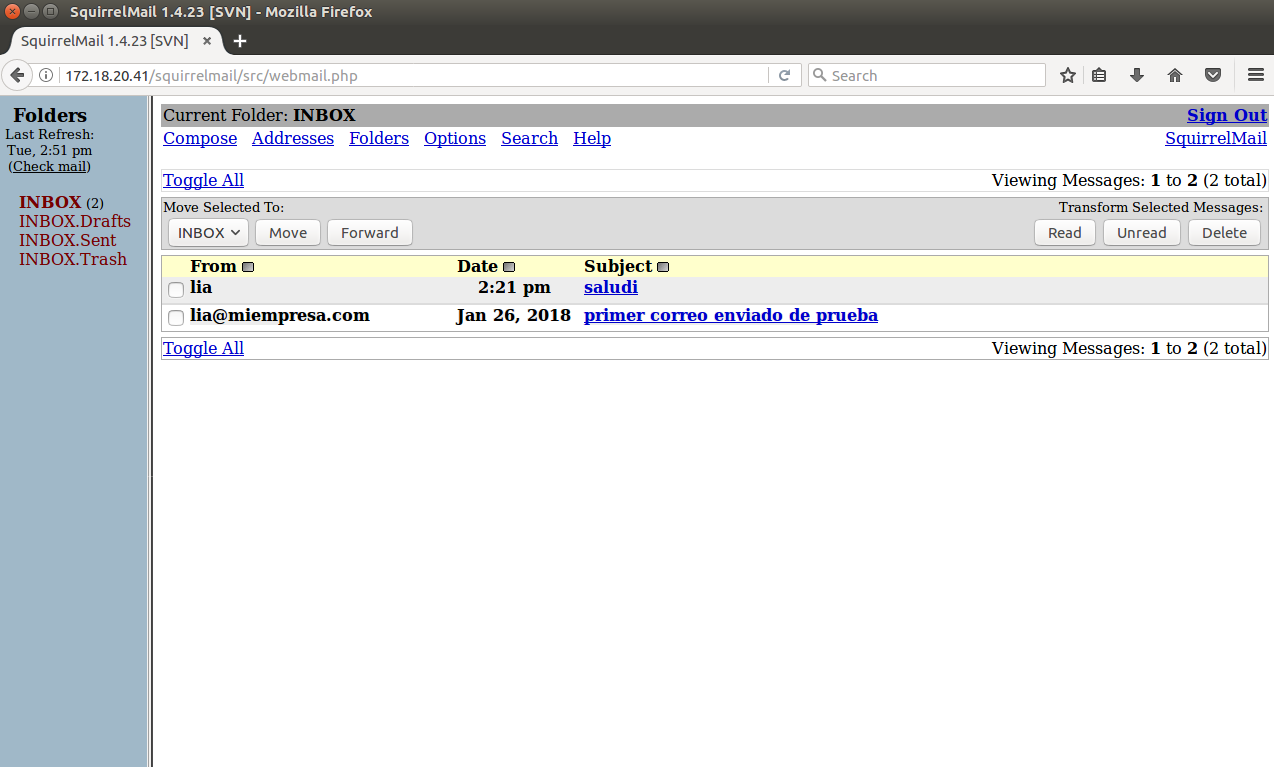 SquirrelMail 1.4.23 [SVN] - Mozilla Firefox
SquirrelMail 1.4.23 [SVN]
172.18.20.41/squirrelmail/src/webmail.php
Search
Folders
Last Refresh:
Tue, 2:51 pm
(Check mail)
INBOX (2)
INBOX.Drafts
INBOX.Sent
INBOX.Trash
Current Folder: INBOX Sign Out
Compose Addresses Folders Options Search Help SquirrelMail
Toggle All Viewing Messages: 1 to 2 (2 total)
Move Selected To: Transform Selected Messages:
INBOX Move Forward Read Unread Delete
From Date Subject
lia 2:21 pm saludi
lia@miempresa.com Jan 26, 2018 primer correo enviado de prueba
Toggle All Viewing Messages: 1 to 2 (2 total)